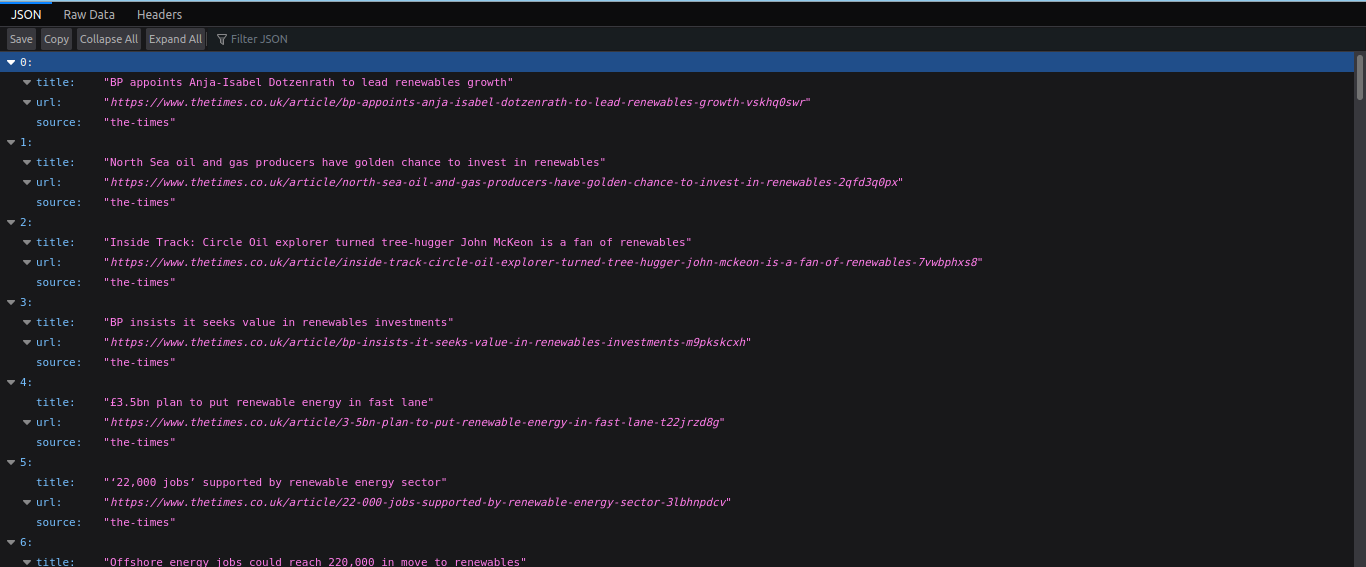 JSON Raw Data Headers
Save Copy Collapse All Expand All Filter JSON
0:
title: "BP appoints Anja-Isabel Dotzenrath to lead renewables growth"
url: "https://www.thetimes.co.uk/article/bp-appoints-anja-isabel-dotzenrath-to-lead-renewables-growth-vskhq0swr"
source: "the-times"
1:
title: "North Sea oil and gas producers have golden chance to invest in renewables"
url: "https://www.thetimes.co.uk/article/north-sea-oil-and-gas-producers-have-golden-chance-to-invest-in-renewables-2qfd3q0px"
source: "the-times"
2:
title: "Inside Track: Circle Oil explorer turned tree-hugger John McKeon is a fan of renewables"
url: "https://www.thetimes.co.uk/article/inside-track-circle-oil-explorer-turned-tree-hugger-john-mckeon-is-a-fan-of-renewables-7vwbphxs8"
source: "the-times"
3:
title: "BP insists it seeks value in renewables investments"
url: "https://www.thetimes.co.uk/article/bp-insists-it-seeks-value-in-renewables-investments-m9pkskcxh"
source: "the-times"
4:
title: "£3.5bn plan to put renewable energy in fast lane"
url: "https://www.thetimes.co.uk/article/3-5bn-plan-to-put-renewable-energy-in-fast-lane-t22jrzd8g"
source: "the-times"
5:
title: "‘22,000 jobs’ supported by renewable energy sector"
url: "https://www.thetimes.co.uk/article/22-000-jobs-supported-by-renewable-energy-sector-3lbhnpdcv"
source: "the-times"
6:
title: "Offshore energy jobs could reach 220,000 in move to renewables"